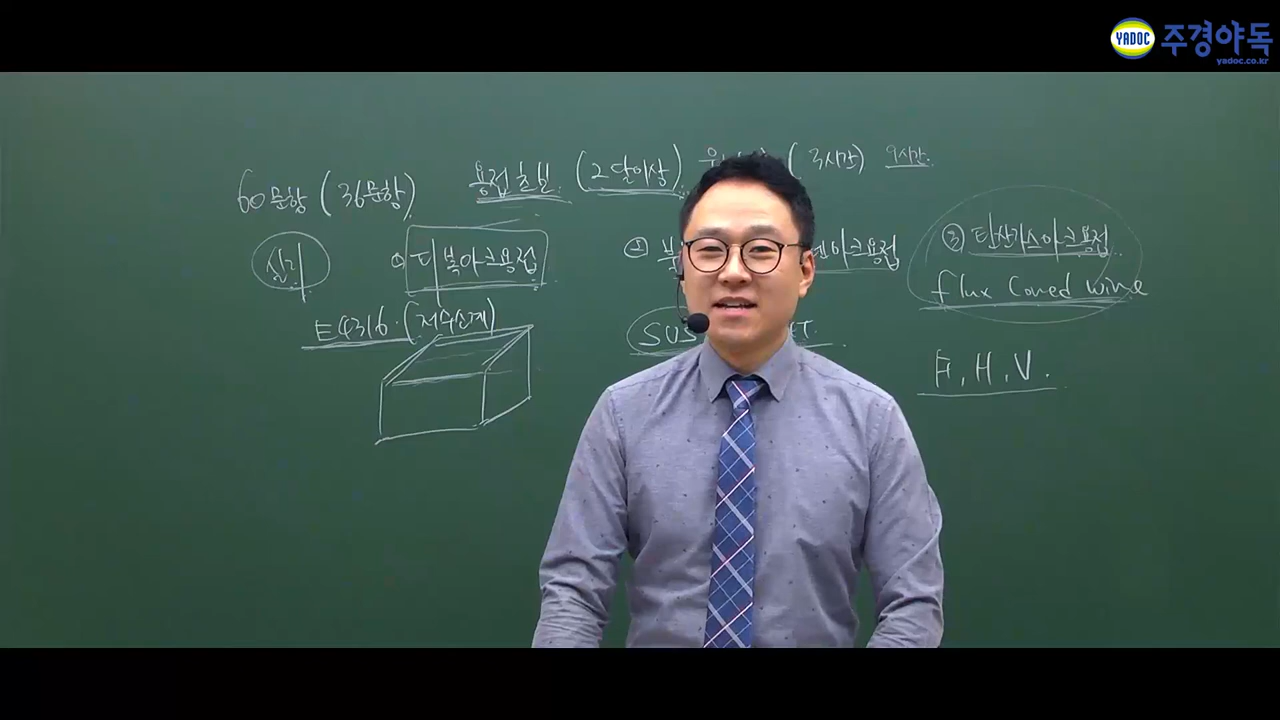 YADOC 주경야독
yadoc.co.kr
60문항 (36문항) 용접 초보 (2달이상) (3시간) 9시간.
실기 ① 피복아크용접 ② 아크용접 ③ 탄산가스아크용접
E4316. (저수소계) SUS flux Cored wire
F, H, V.